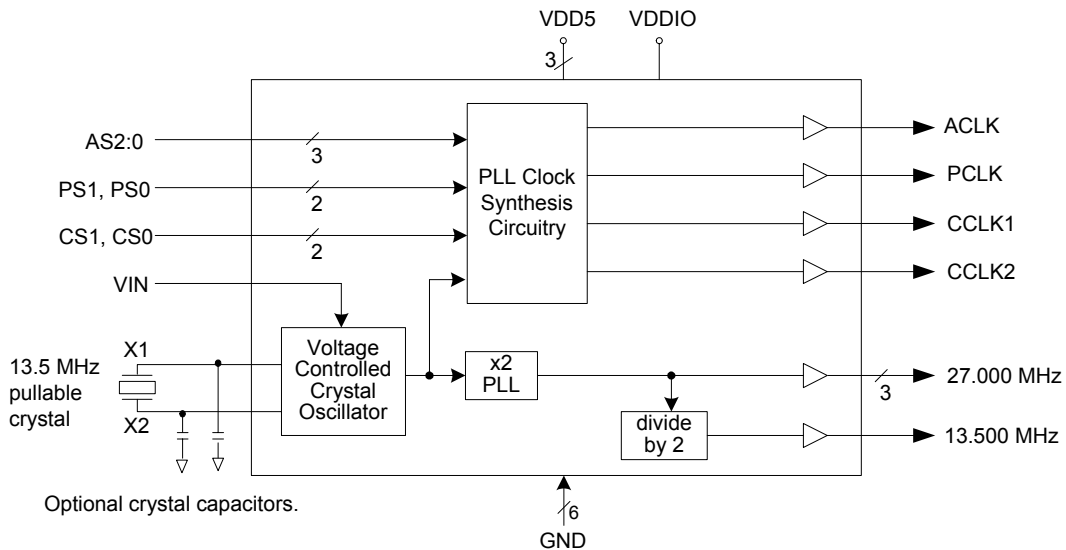 VDD5 VDDIO
3
AS2:0
3
PS1, PS0
2
CS1, CS0
2
VIN
PLL Clock
Synthesis
Circuitry
ACLK
PCLK
CCLK1
CCLK2
13.5 MHz
pullable
crystal
X1
X2
Voltage
Controlled
Crystal
Oscillator
x2
PLL
divide
by 2
27.000 MHz
3
13.500 MHz
Optional crystal capacitors.
6
GND